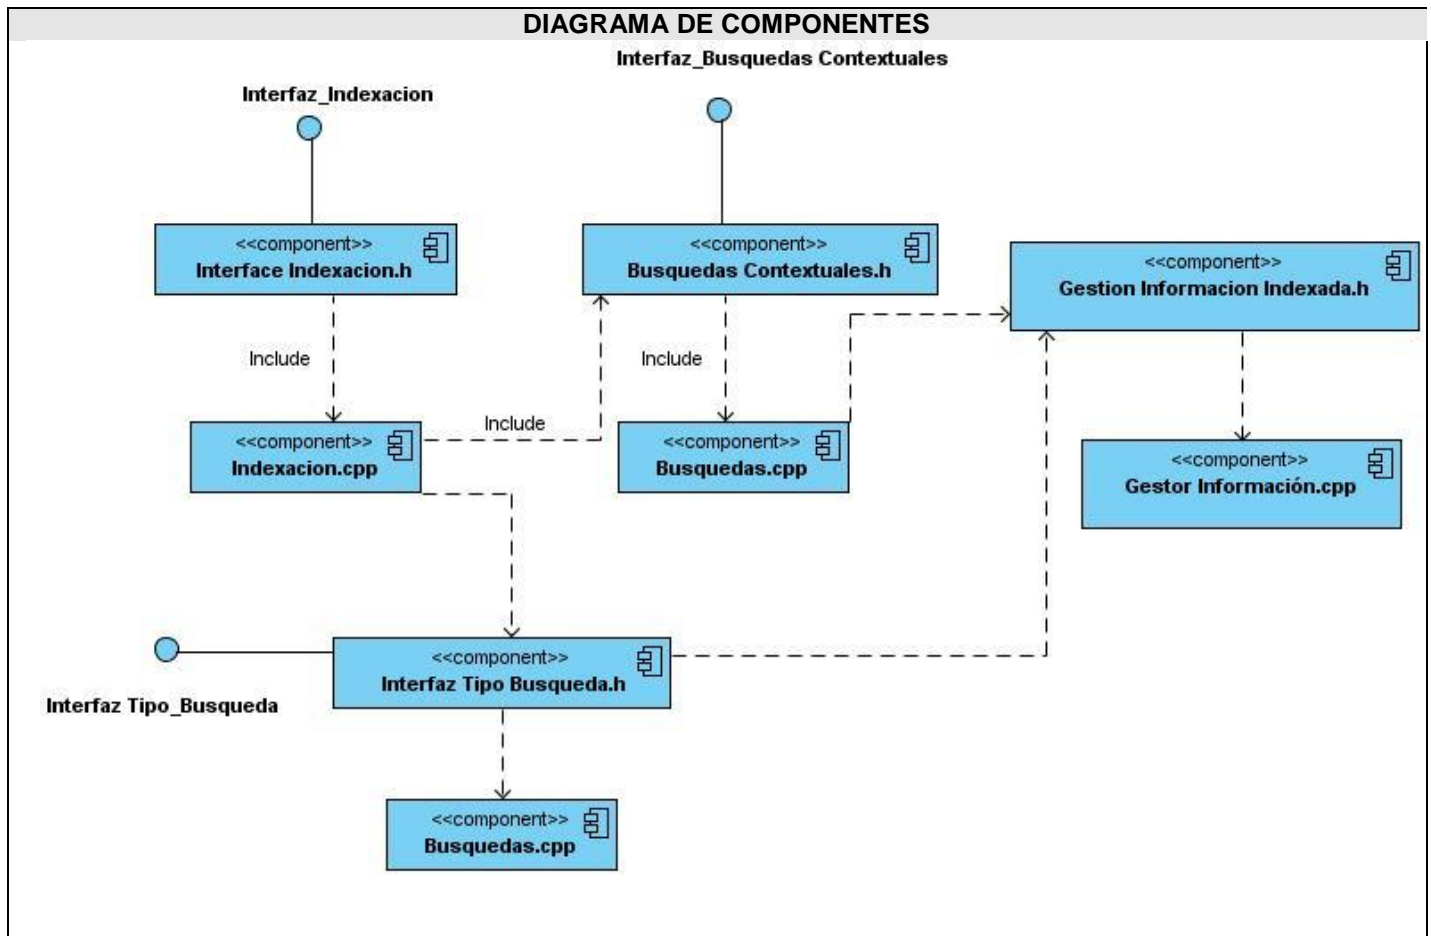 DIAGRAMA DE COMPONENTES
Interfaz_Busquedas Contextuales
Interfaz_Indexacion
<<component>>
Interface Indexacion.h
<<component>>
Busquedas Contextuales.h
<<component>>
Gestion Informacion Indexada.h
Include
Include
Include
<<component>>
Indexacion.cpp
<<component>>
Busquedas.cpp
<<component>>
Gestor Información.cpp
<<component>>
Interfaz Tipo Busqueda.h
Interfaz Tipo_Busqueda
<<component>>
Busquedas.cpp